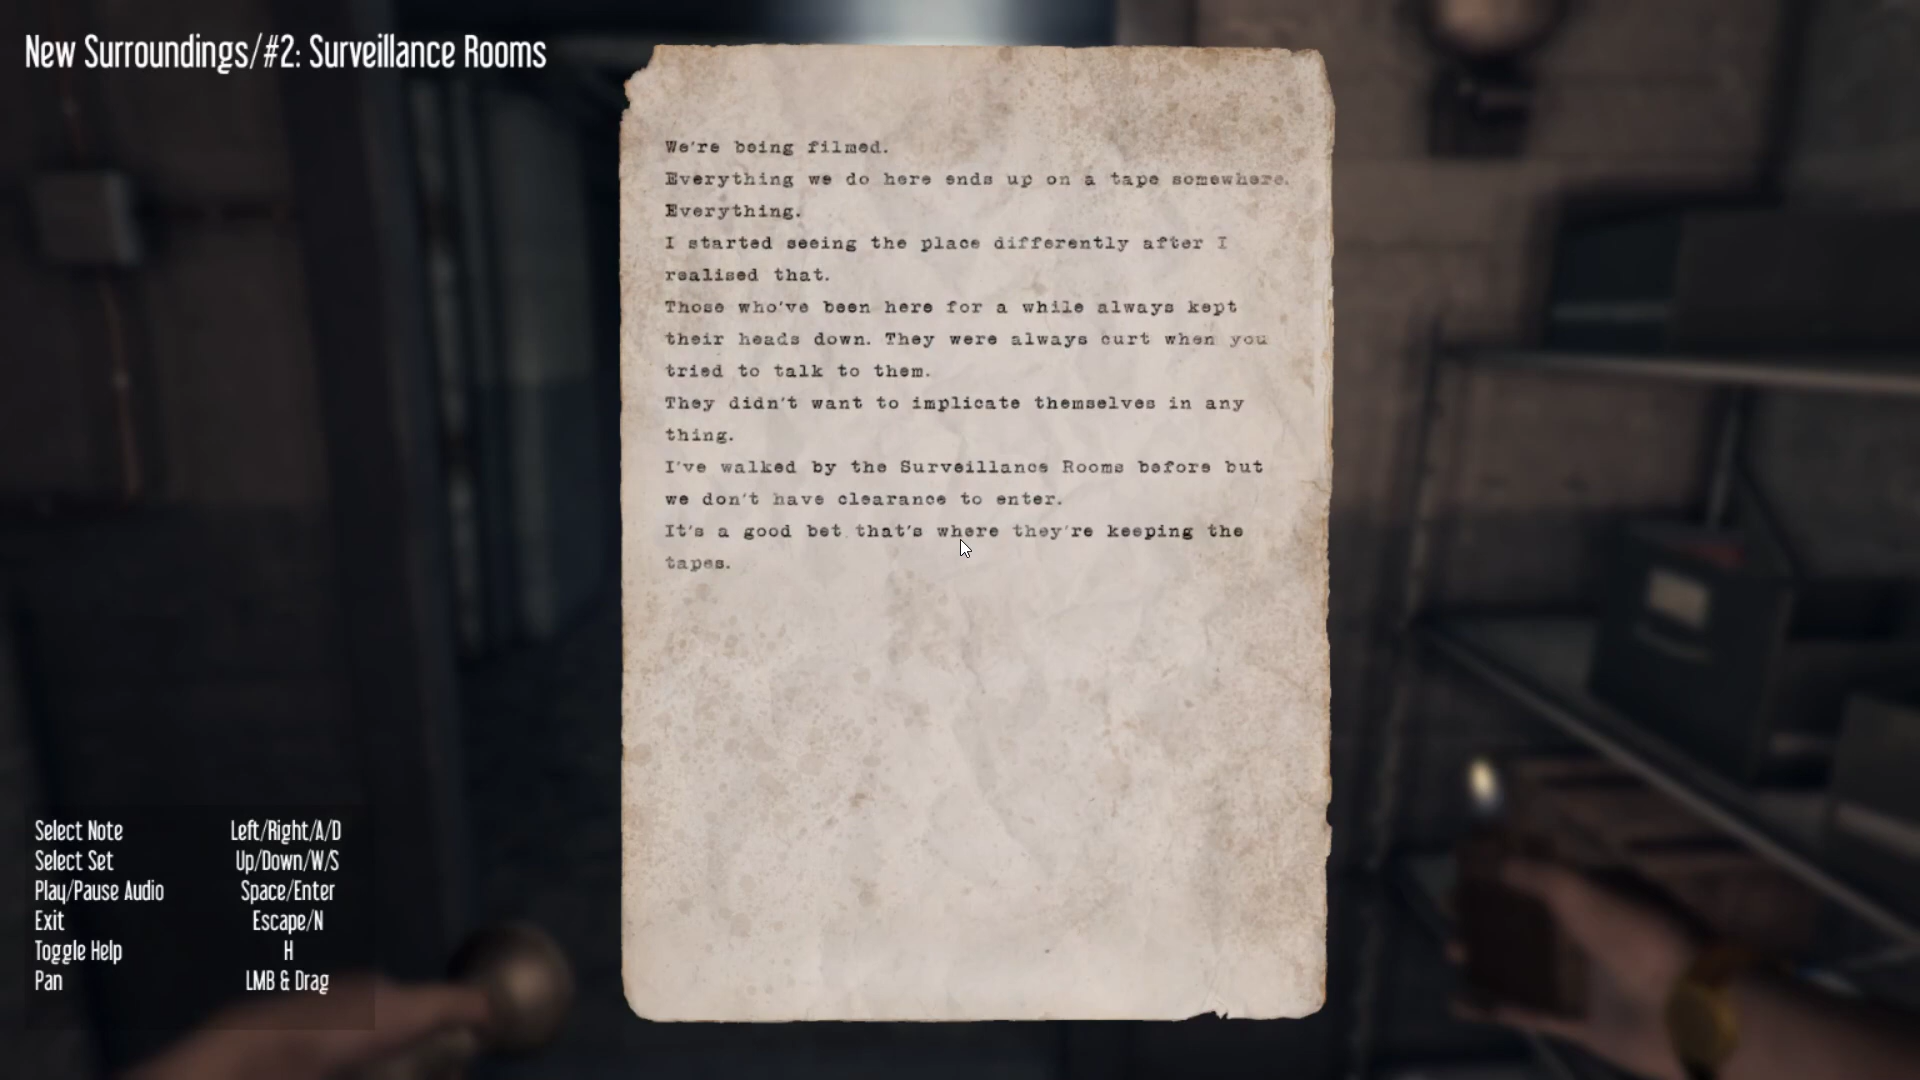 New Surroundings/#2: Surveillance Rooms
We're being filmed.
Everything we do here ends up on a tape somewhere.
Everything.
I started seeing the place differently after I
realised that.
Those who've been here for a while always kept
their heads down. They were always curt when you
tried to talk to them.
They didn't want to implicate themselves in any
thing.
I've walked by the Surveillance Rooms before but
we don't have clearance to enter.
It's a good bet that's where they're keeping the
tapes.
Select Note Left/Right/A/D
Select Set Up/Down/W/S
Play/Pause Audio Space/Enter
Exit Escape/N
Toggle Help H
Pan LMB & Drag